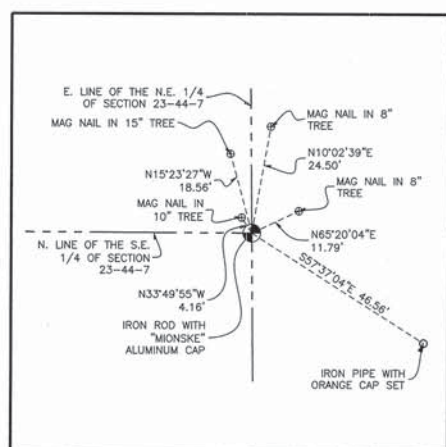 E. LINE OF THE N.E. 1/4
OF SECTION 23-44-7
MAG NAIL IN 15" TREE
MAG NAIL IN 8"
TREE
N10°02'39"E
24.50'
N15°23'27"W
18.56'
MAG NAIL IN 8"
TREE
MAG NAIL IN
10" TREE
N65°20'04"E
11.79'
N. LINE OF THE S.E.
1/4 OF SECTION
23-44-7
S57°37'04"E 46.56'
N33°49'55"W
4.16'
IRON ROD WITH
"MIONSKE"
ALUMINUM CAP
IRON PIPE WITH
ORANGE CAP SET